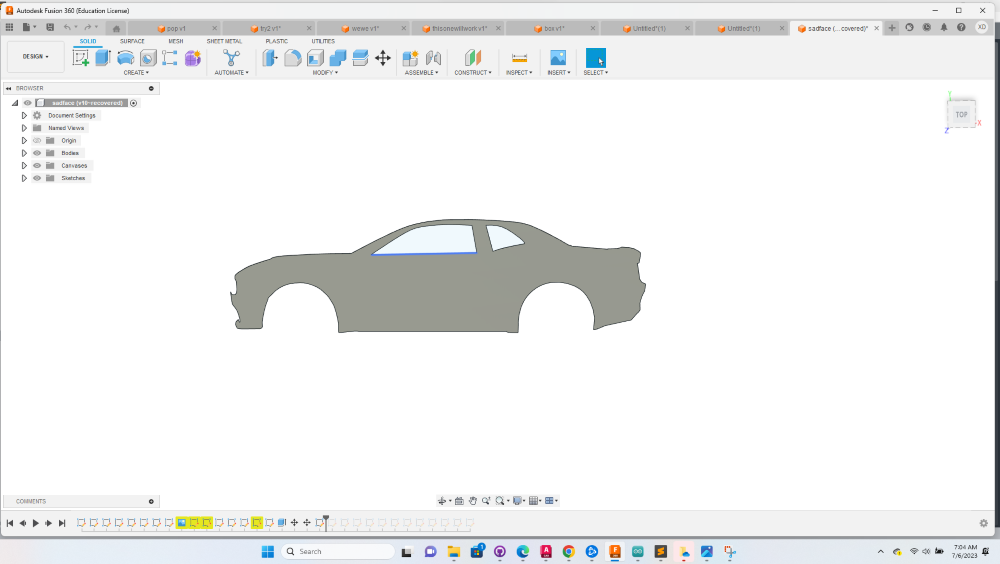 Autodesk Fusion 360 (Education License)
pop v1
try2 v1*
wewe v1*
thisonewillwork v1*
box v1*
Untitled*(1)
Untitled*(1)
sadface (...covered)*
XD
SOLID SURFACE MESH SHEET METAL PLASTIC UTILITIES
DESIGN
CREATE AUTOMATE MODIFY ASSEMBLE CONSTRUCT INSPECT INSERT SELECT
BROWSER
sadface (v10~recovered)
Document Settings
Named Views
Origin
Bodies
Canvases
Sketches
TOP
Y
X
Z
COMMENTS
Search
7:04 AM
7/6/2023